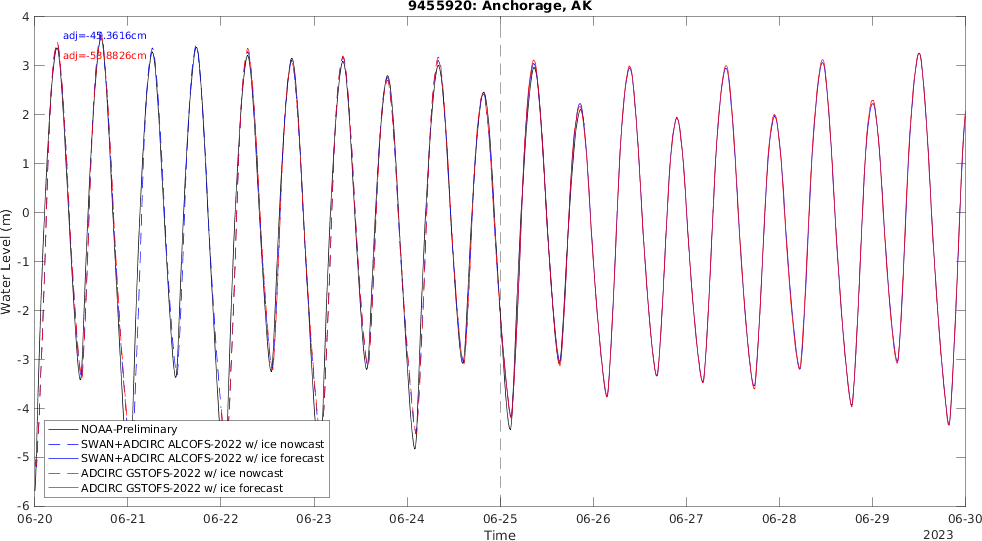 9455920: Anchorage, AK
adj=-45.3616cm
adj=-53.8826cm
Water Level (m)
4
3
2
1
0
-1
-2
-3
-4
-5
-6
NOAA-Preliminary
SWAN+ADCIRC ALCOFS-2022 w/ ice nowcast
SWAN+ADCIRC ALCOFS-2022 w/ ice forecast
ADCIRC GSTOFS-2022 w/ ice nowcast
ADCIRC GSTOFS-2022 w/ ice forecast
06-20 06-21 06-22 06-23 06-24 06-25 06-26 06-27 06-28 06-29 06-30
Time
2023